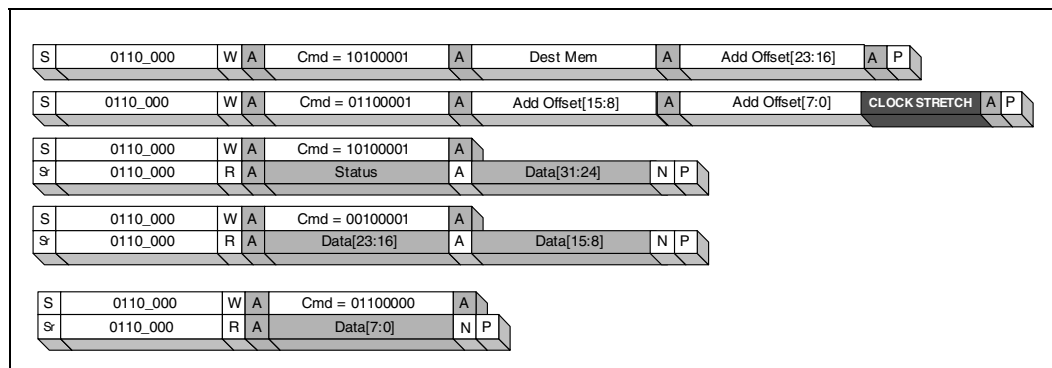 S 0110_000 W A Cmd = 10100001 A Dest Mem A Add Offset[23:16] A P
S 0110_000 W A Cmd = 01100001 A Add Offset[15:8] A Add Offset[7:0] CLOCK STRETCH A P
S 0110_000 W A Cmd = 10100001 A
Sr 0110_000 R A Status A Data[31:24] N P
S 0110_000 W A Cmd = 00100001 A
Sr 0110_000 R A Data[23:16] A Data[15:8] N P
S 0110_000 W A Cmd = 01100000 A
Sr 0110_000 R A Data[7:0] N P